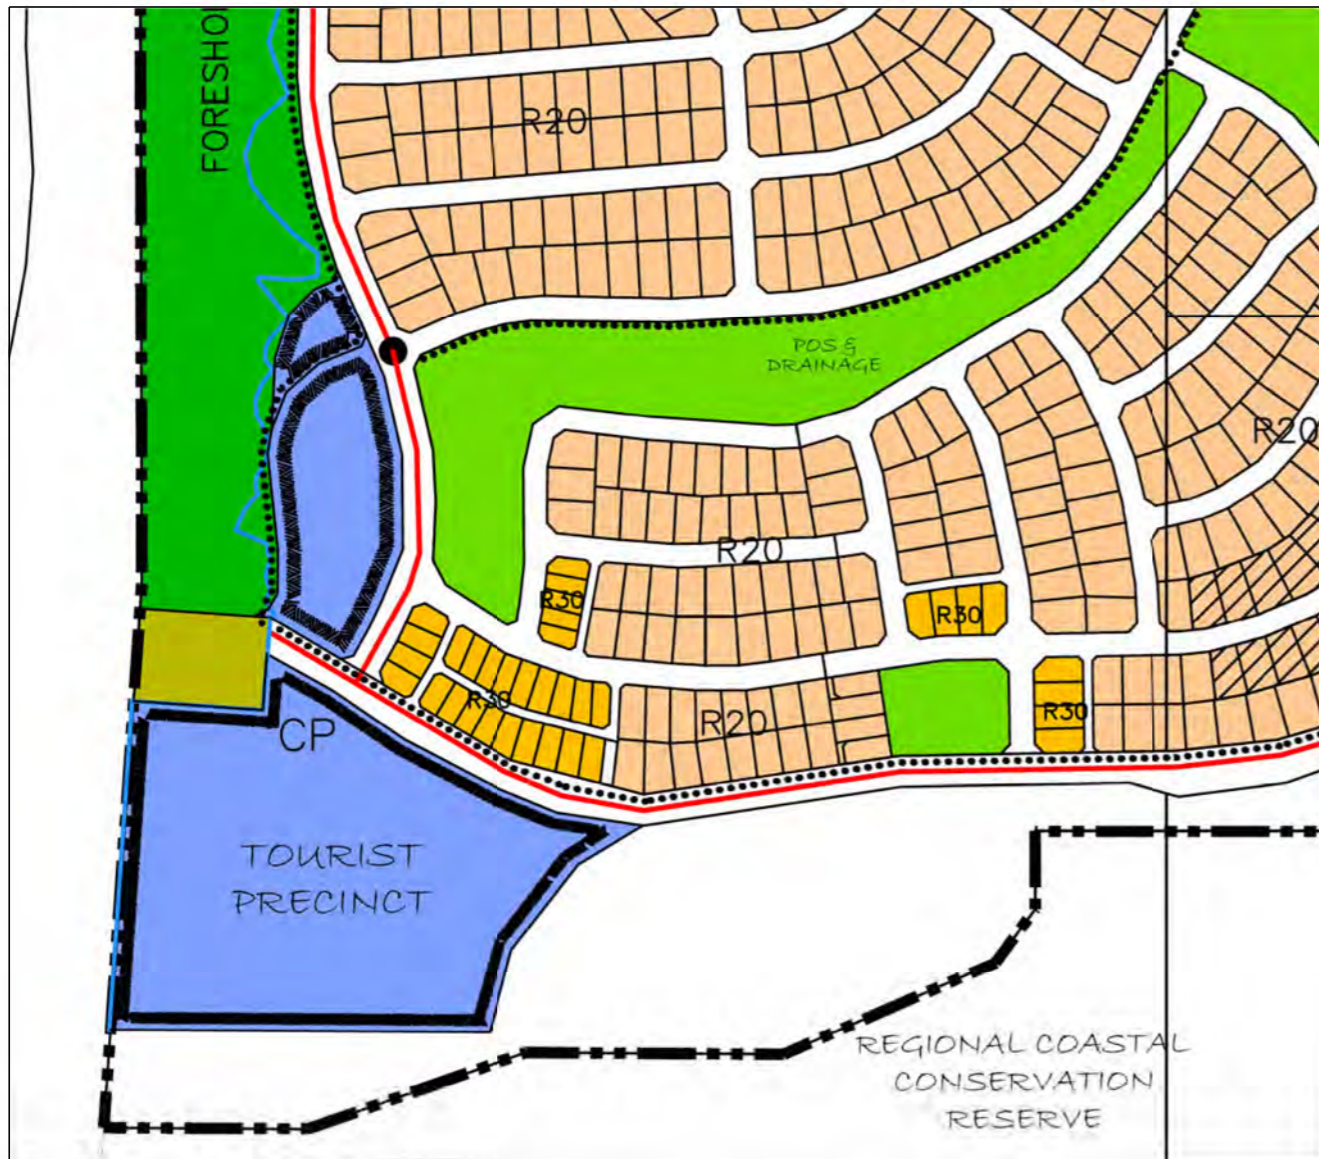 FORESHO
R20
POS &
DRAINAGE
R20
R20
R30
R30
R30
R20
R30
CP
TOURIST
PRECINCT
REGIONAL COASTAL
CONSERVATION
RESERVE